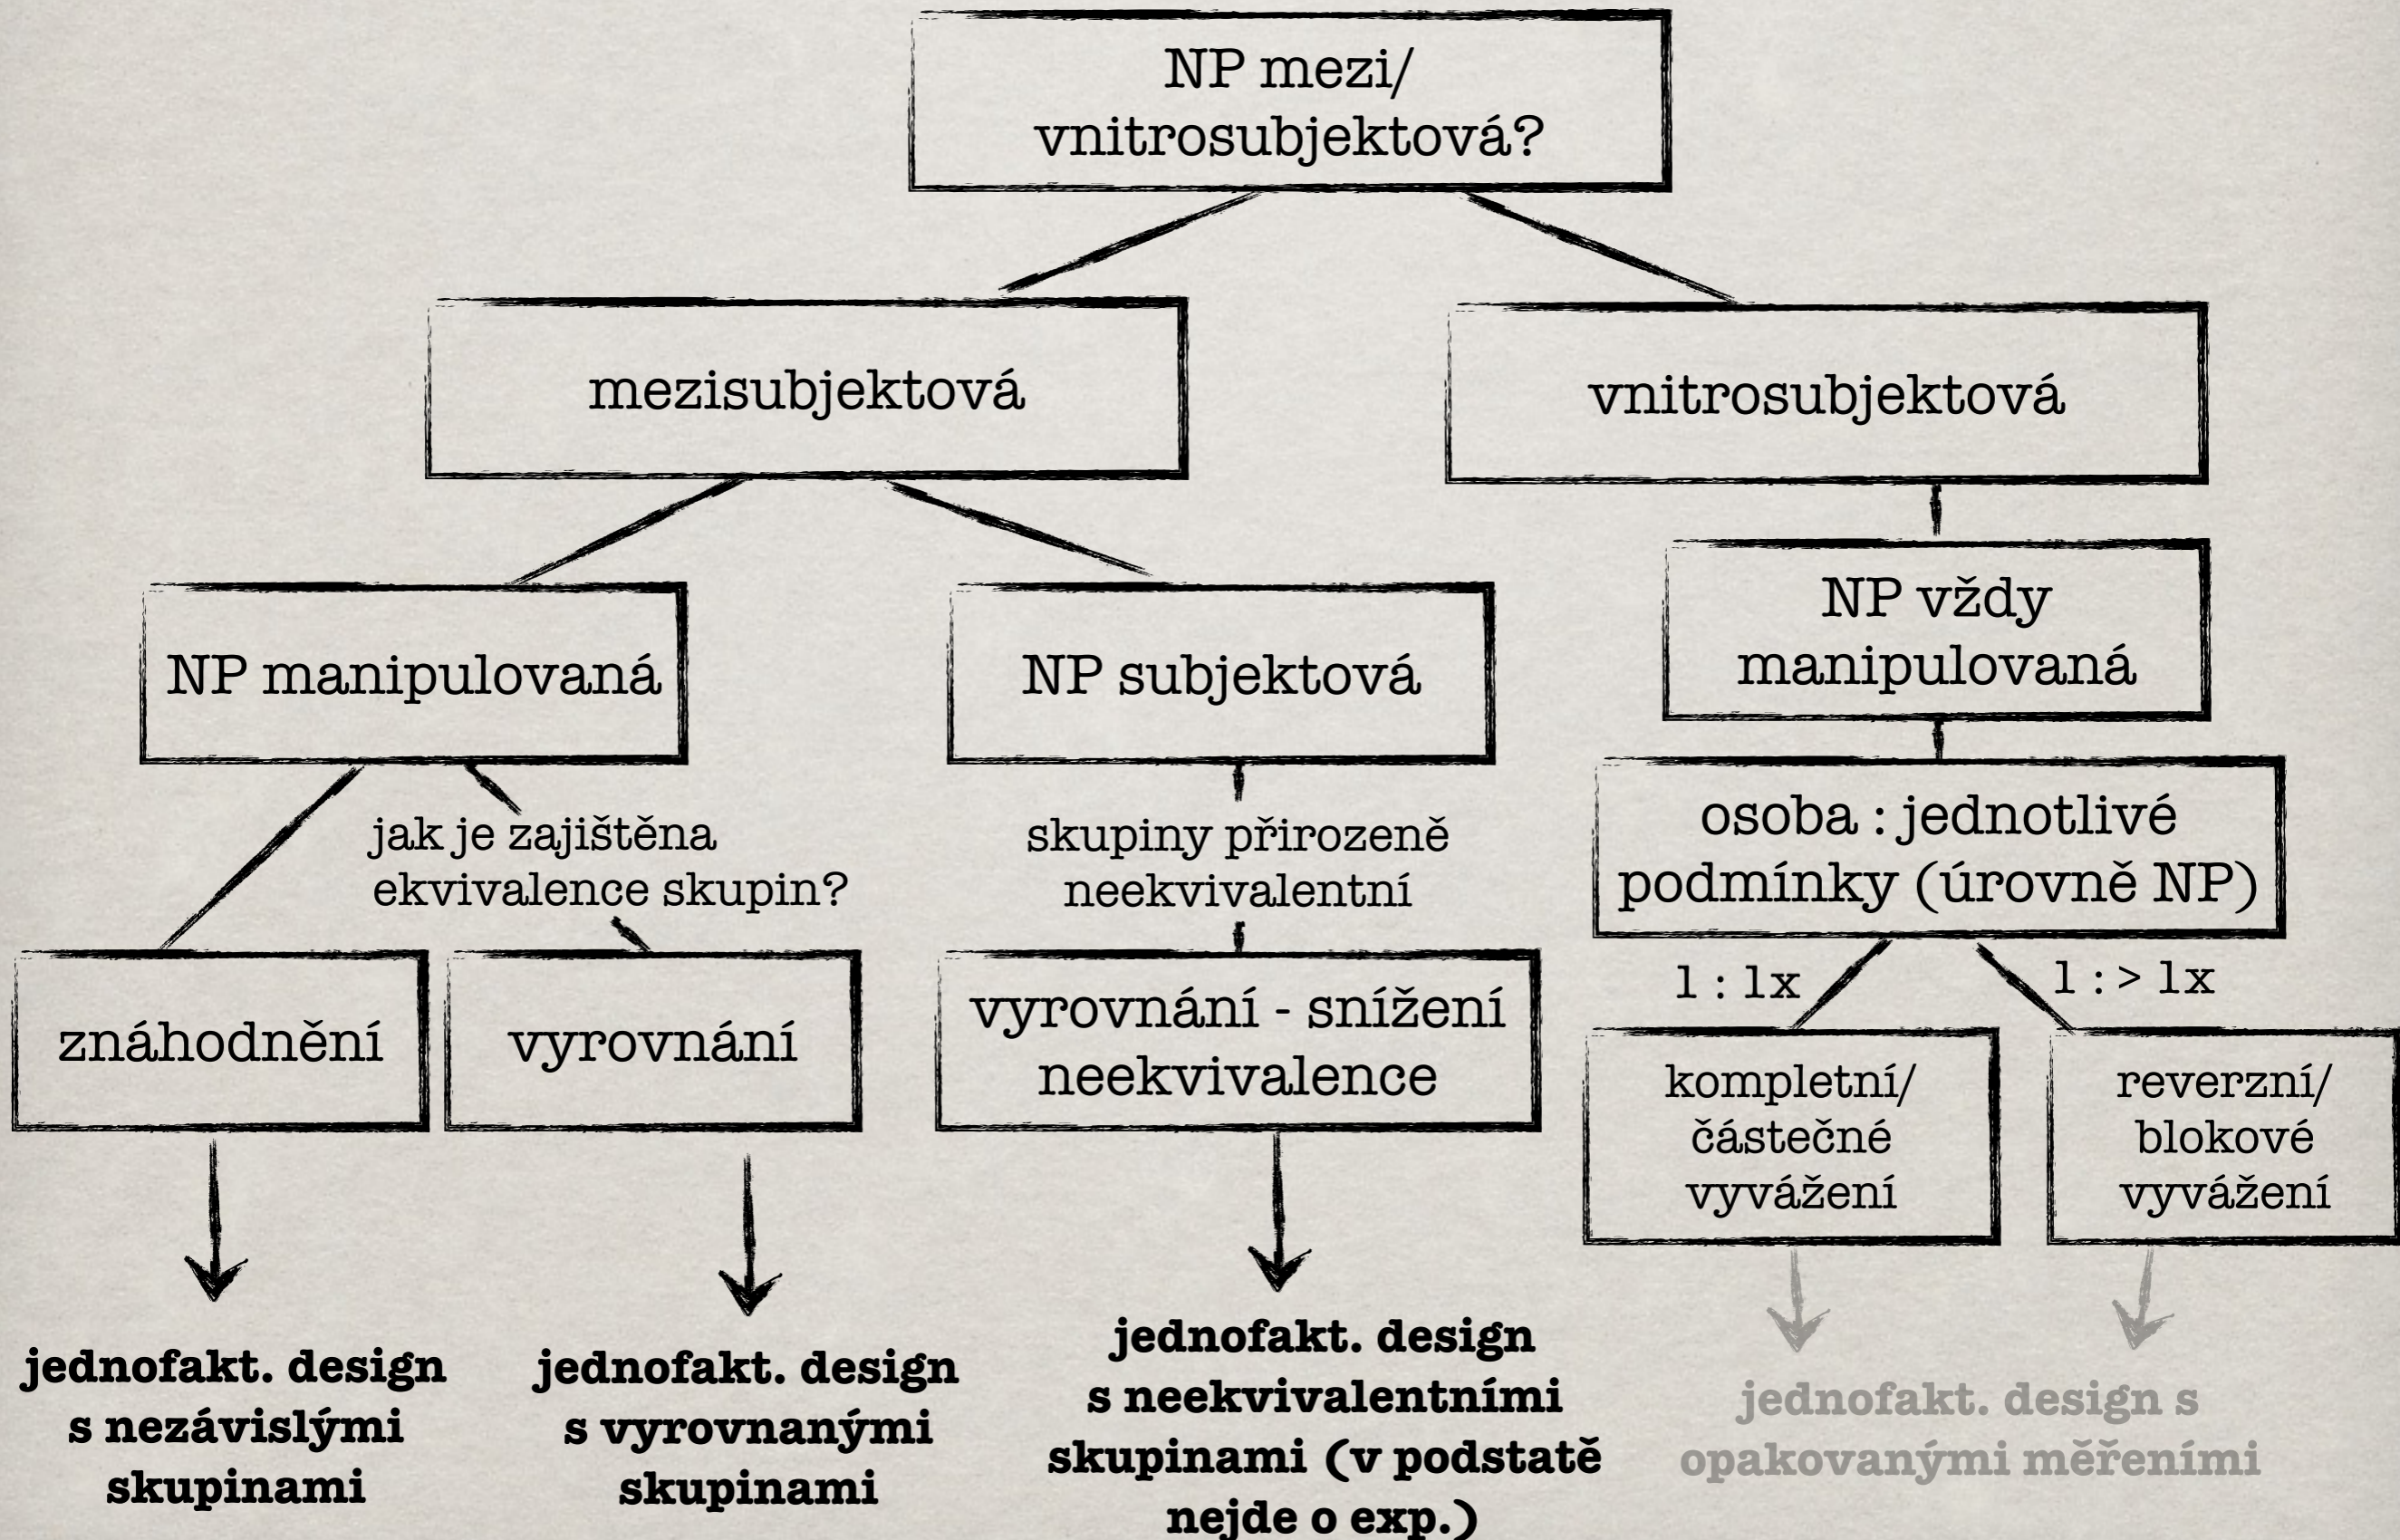 NP mezi/
vnitrosubjektová?
mezisubjektová
vnitrosubjektová
NP manipulovaná
NP subjektová
NP vždy
manipulovaná
jak je zajištěna
ekvivalence skupin?
skupiny přirozeně
neekvivalentní
osoba : jednotlivé
podmínky (úrovně NP)
1 : 1x
1 : > 1x
znáhodnění
vyrovnání
vyrovnání - snížení
neekvivalence
kompletní/
částečné
vyvážení
reverzní/
blokové
vyvážení
jednofakt. design
s nezávislými
skupinami
jednofakt. design
s vyrovnanými
skupinami
jednofakt. design
s neekvivalentními
skupinami (v podstatě
nejde o exp.)
jednofakt. design s
opakovanými měřeními